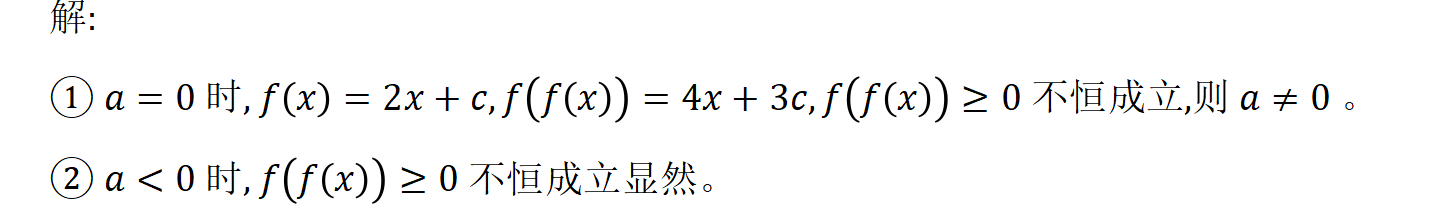 解:
① a = 0 时, f(x) = 2x + c, f(f(x)) = 4x + 3c, f(f(x)) ≥ 0 不恒成立,则 a ≠ 0 。
② a < 0 时, f(f(x)) ≥ 0 不恒成立显然。